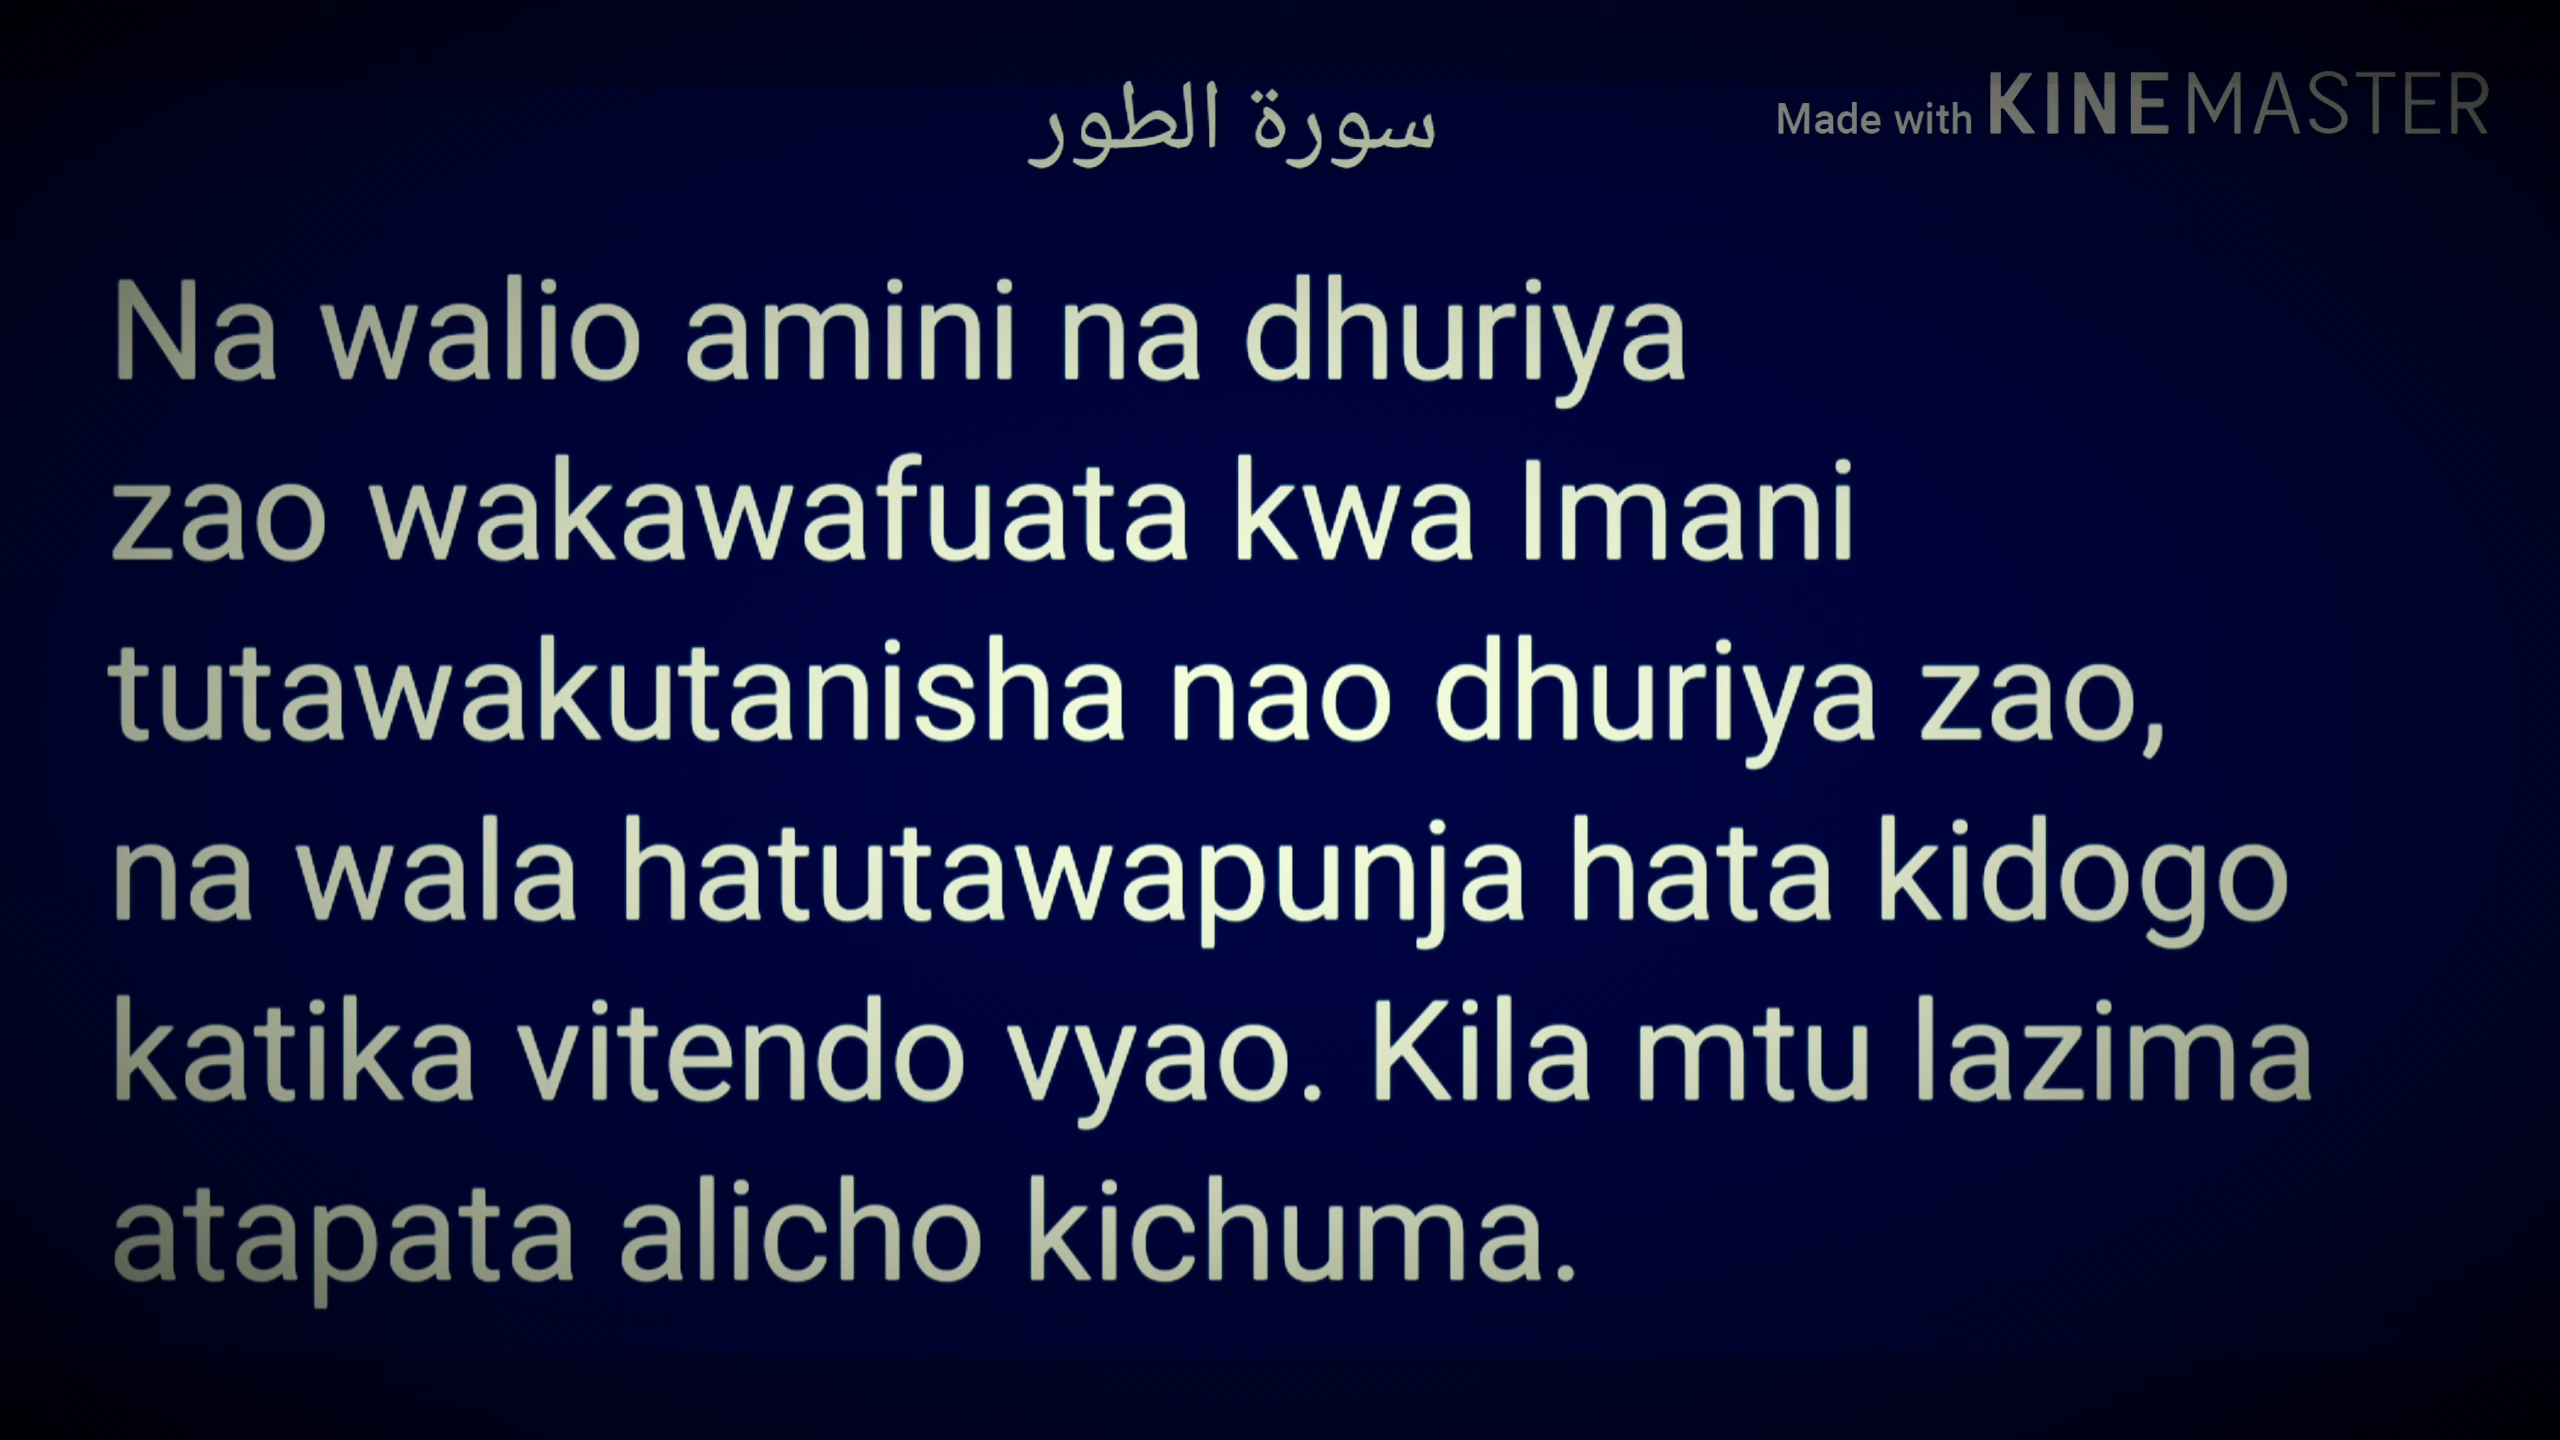 سورة الطور
Made with KINEMASTER
Na walio amini na dhuriya
zao wakawafuata kwa Imani
tutawakutanisha nao dhuriya zao,
na wala hatutawapunja hata kidogo
katika vitendo vyao. Kila mtu lazima
atapata alicho kichuma.